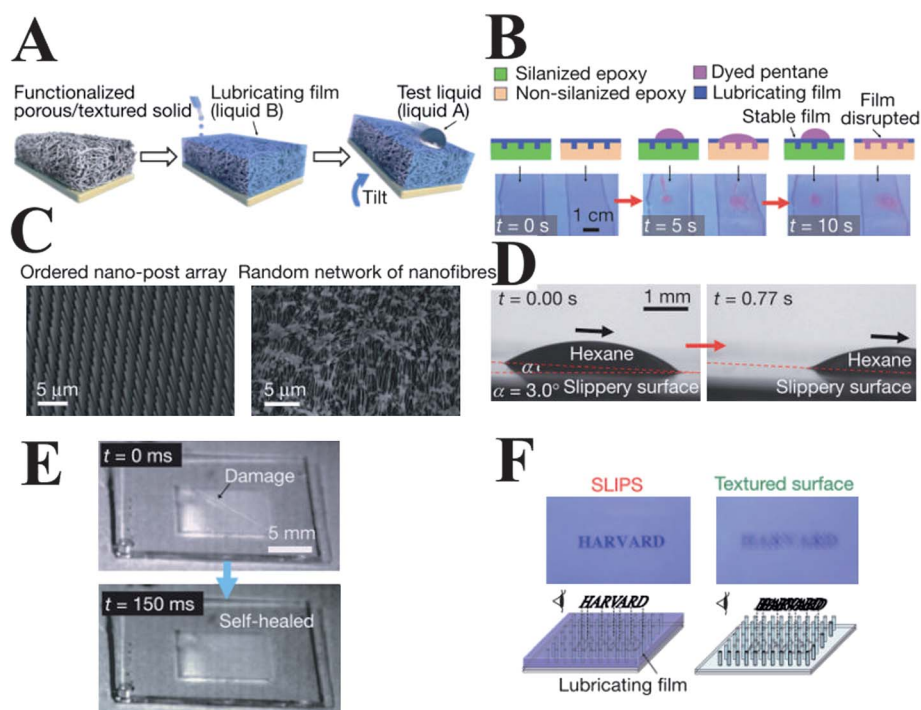 A
Functionalized
porous/textured solid
Lubricating film
(liquid B)
Test liquid
(liquid A)
Tilt
B
Silanized epoxy
Dyed pentane
Non-silanized epoxy
Lubricating film
Stable film
Film
disrupted
t = 0 s
1 cm
t = 5 s
t = 10 s
C
Ordered nano-post array
Random network of nanofibres
5 μm
5 μm
D
t = 0.00 s
1 mm
t = 0.77 s
Hexane
Hexane
α
α = 3.0°
Slippery surface
Slippery surface
E
t = 0 ms
Damage
5 mm
t = 150 ms
Self-healed
F
SLIPS
Textured surface
HARVARD
HARVARD
HARVARD
HARVARD
Lubricating film